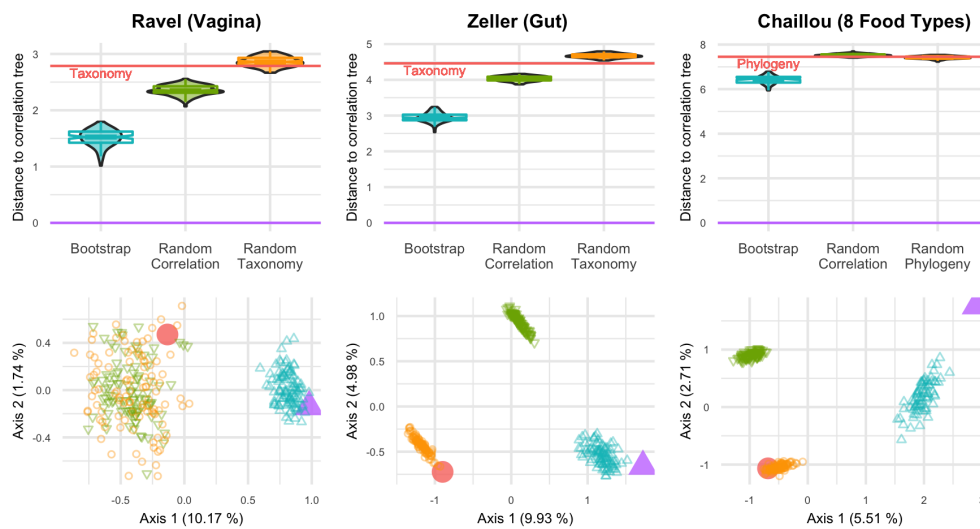 Ravel (Vagina)
Zeller (Gut)
Chaillou (8 Food Types)
Distance to correlation tree
3
2
1
0
Taxonomy
Bootstrap
Random
Correlation
Random
Taxonomy
Distance to correlation tree
5
4
3
2
1
0
Taxonomy
Bootstrap
Random
Correlation
Random
Taxonomy
Distance to correlation tree
8
6
4
2
0
Phylogeny
Bootstrap
Random
Correlation
Random
Phylogeny
Axis 2 (1.74 %)
0.4
0.0
-0.4
-0.5
0.0
0.5
1.0
Axis 1 (10.17 %)
Axis 2 (4.98 %)
1.0
0.5
0.0
-0.5
-1
0
1
Axis 1 (9.93 %)
Axis 2 (2.71 %)
1
0
-1
-1
0
1
2
Axis 1 (5.51 %)